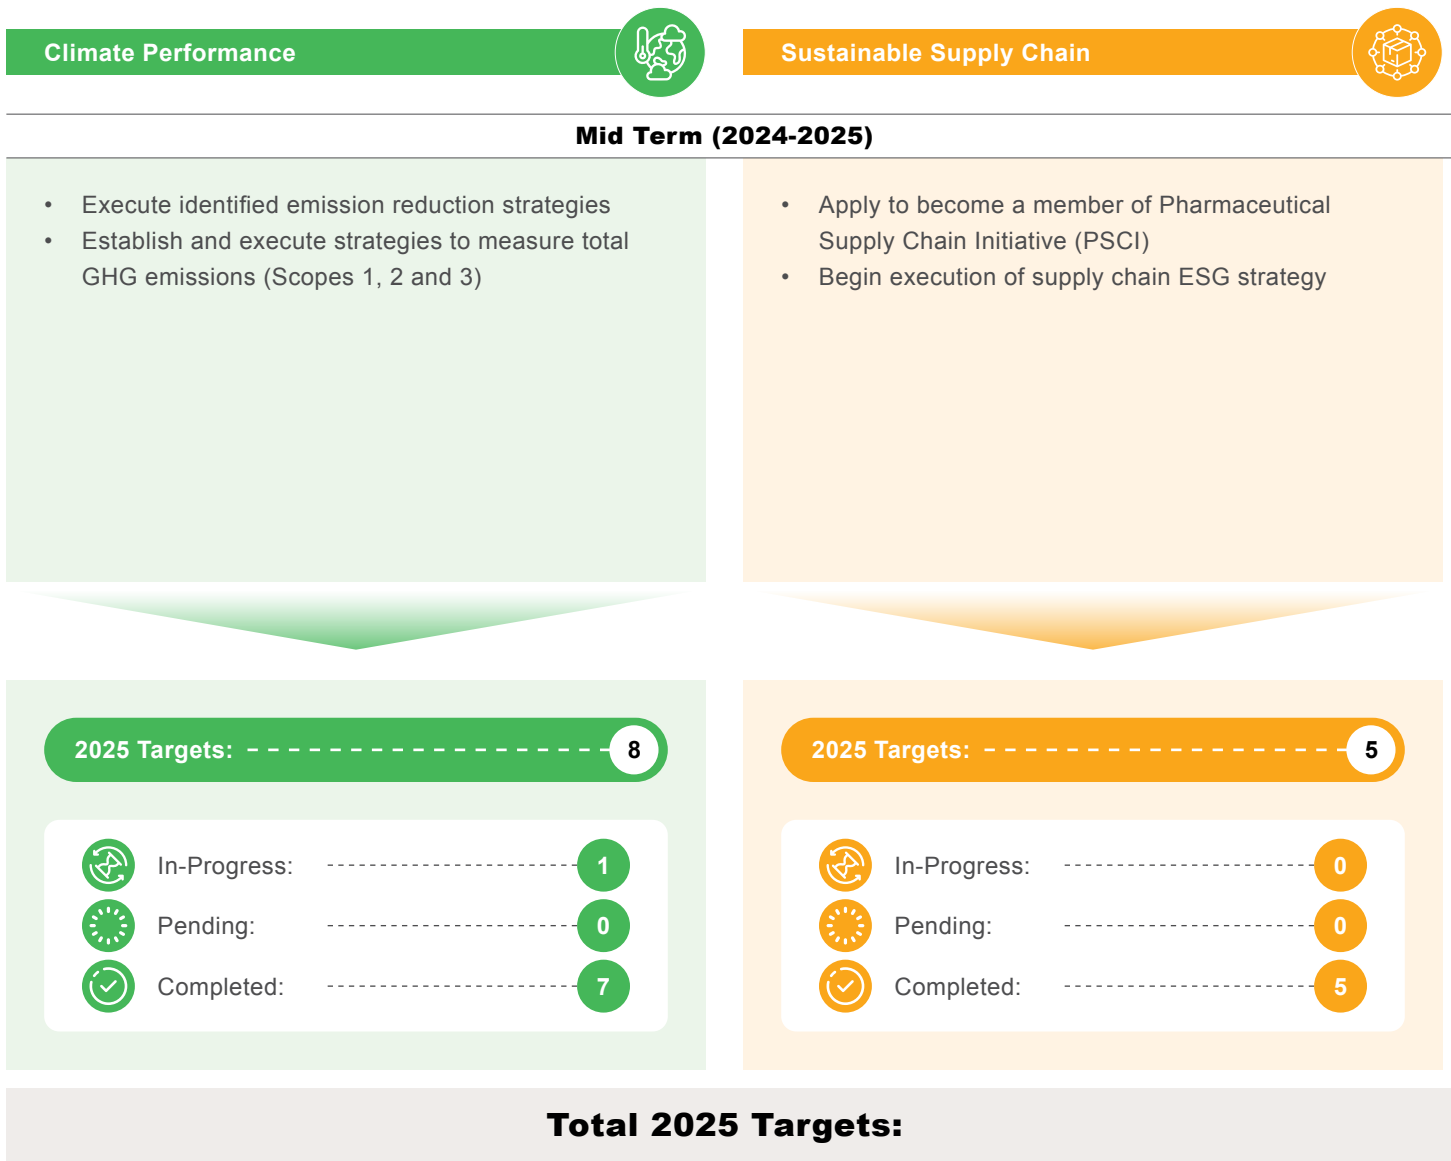 Climate Performance
Sustainable Supply Chain
Mid Term (2024-2025)
• Execute identified emission reduction strategies
• Establish and execute strategies to measure total
GHG emissions (Scopes 1, 2 and 3)
• Apply to become a member of Pharmaceutical
Supply Chain Initiative (PSCI)
• Begin execution of supply chain ESG strategy
2025 Targets: 8
In-Progress: 1
Pending: 0
Completed: 7
2025 Targets: 5
In-Progress: 0
Pending: 0
Completed: 5
Total 2025 Targets: